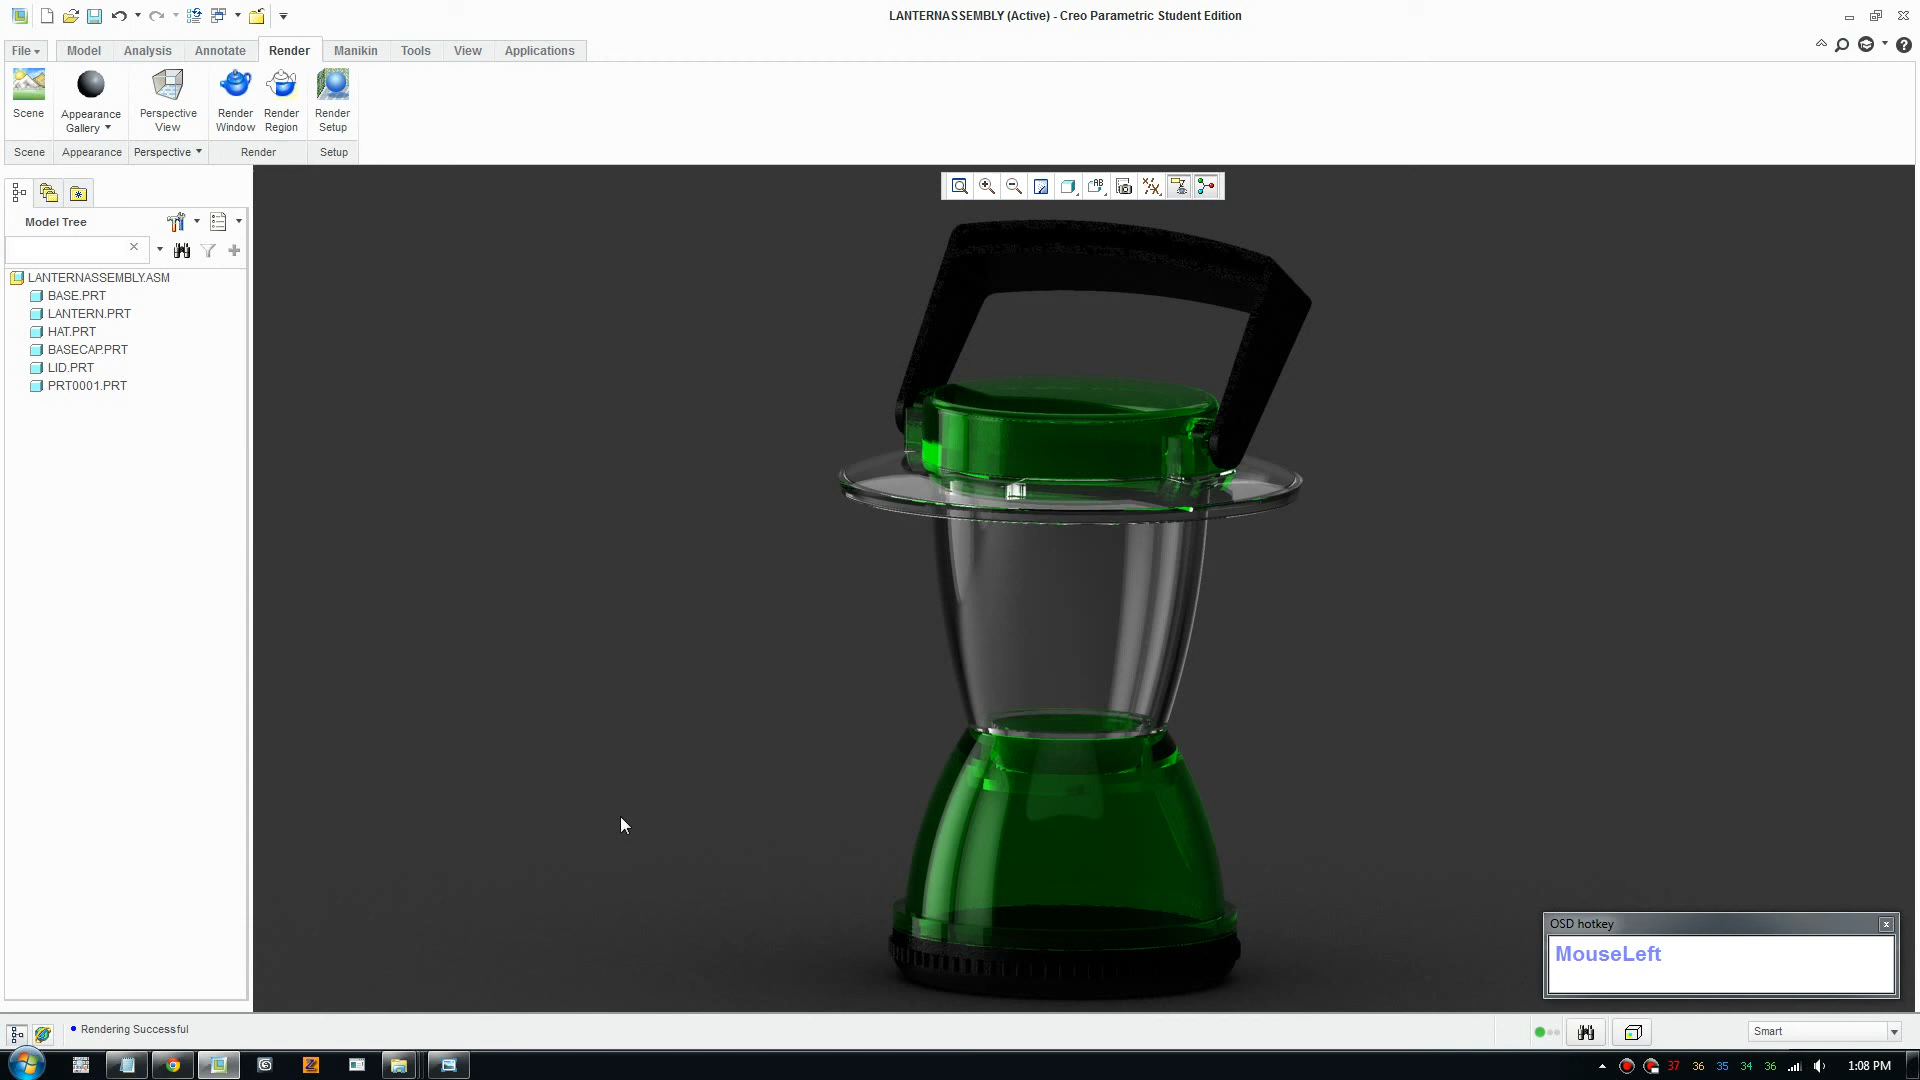 LANTERNASSEMBLY (Active) - Creo Parametric Student Edition
File Model Analysis Annotate Render Manikin Tools View Applications
Scene
Appearance Gallery
Perspective View
Render Window
Render Region
Render Setup
Scene Appearance Perspective Render Setup
Model Tree
LANTERNASSEMBLY.ASM
BASE.PRT
LANTERN.PRT
HAT.PRT
BASECAP.PRT
LID.PRT
PRT0001.PRT
OSD hotkey
MouseLeft
Rendering Successful
Smart
37 36 35 34 36 1:08 PM